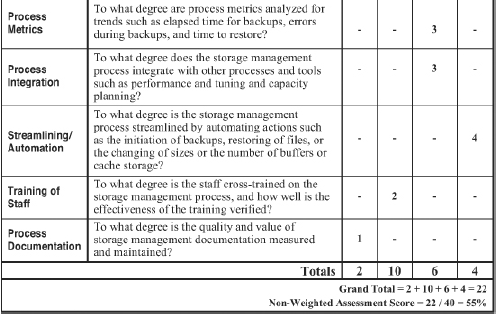 Process Metrics
To what degree are process metrics analyzed for
trends such as elapsed time for backups, errors
during backups, and time to restore?
- - 3 -
Process Integration
To what degree does the storage management
process integrate with other processes and tools
such as performance and tuning and capacity
planning?
- - 3 -
Streamlining/ Automation
To what degree is the storage management
process streamlined by automating actions such
as the initiation of backups, restoring of files, or
the changing of sizes or the number of buffers or
cache storage?
- - - 4
Training of Staff
To what degree is the staff cross-trained on the
storage management process, and how well is the
effectiveness of the training verified?
- 2 - -
Process Documentation
To what degree is the quality and value of
storage management documentation measured
and maintained?
1 - - -
Totals 2 10 6 4
Grand Total = 2 + 10 + 6 + 4 = 22
Non-Weighted Assessment Score = 22 / 40 = 55%